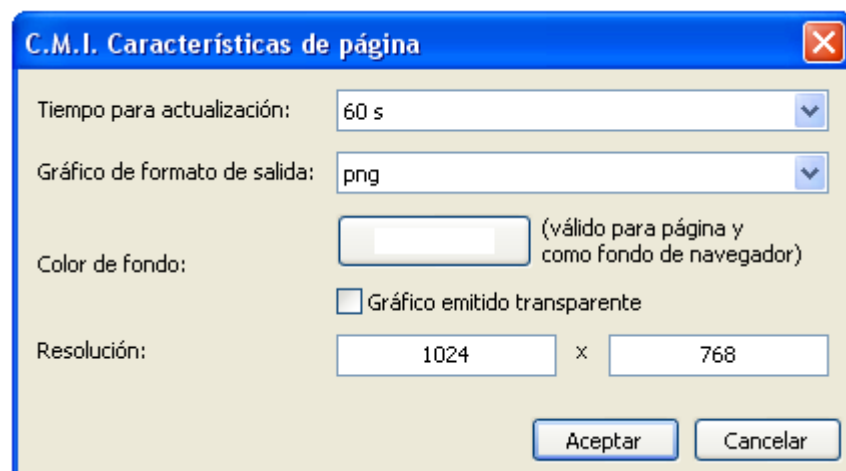 C.M.I. Características de página
Tiempo para actualización:
60 s
Gráfico de formato de salida:
png
Color de fondo:
(válido para página y
como fondo de navegador)
Gráfico emitido transparente
Resolución:
1024 x 768
Aceptar Cancelar